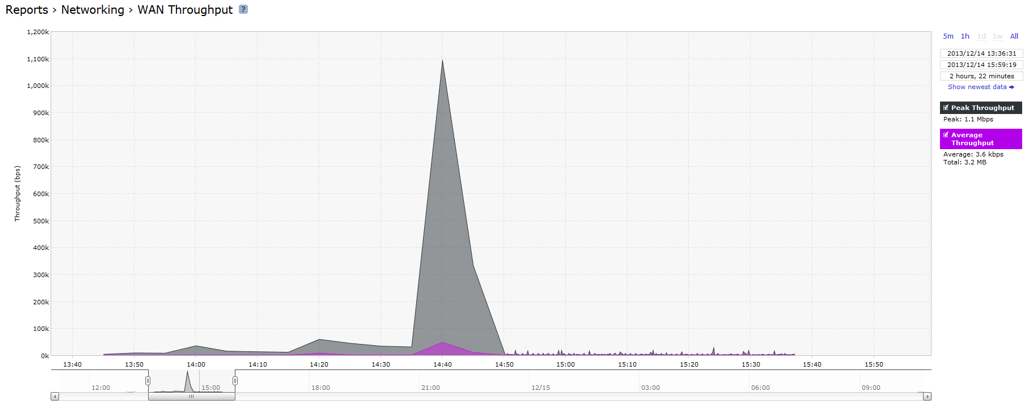 Reports › Networking › WAN Throughput ?
5m 1h 1d 1w All
2013/12/14 13:36:31
2013/12/14 15:59:19
2 hours, 22 minutes
Show newest data
Peak Throughput
Peak: 1.1 Mbps
Average
Throughput
Average: 3.6 kbps
Total: 3.2 MB
Throughput (bps)
1,200k
1,100k
1,000k
900k
800k
700k
600k
500k
400k
300k
200k
100k
0k
13:40 13:50 14:00 14:10 14:20 14:30 14:40 14:50 15:00 15:10 15:20 15:30 15:40 15:50
12:00 15:00 18:00 21:00 12/15 03:00 06:00 09:00